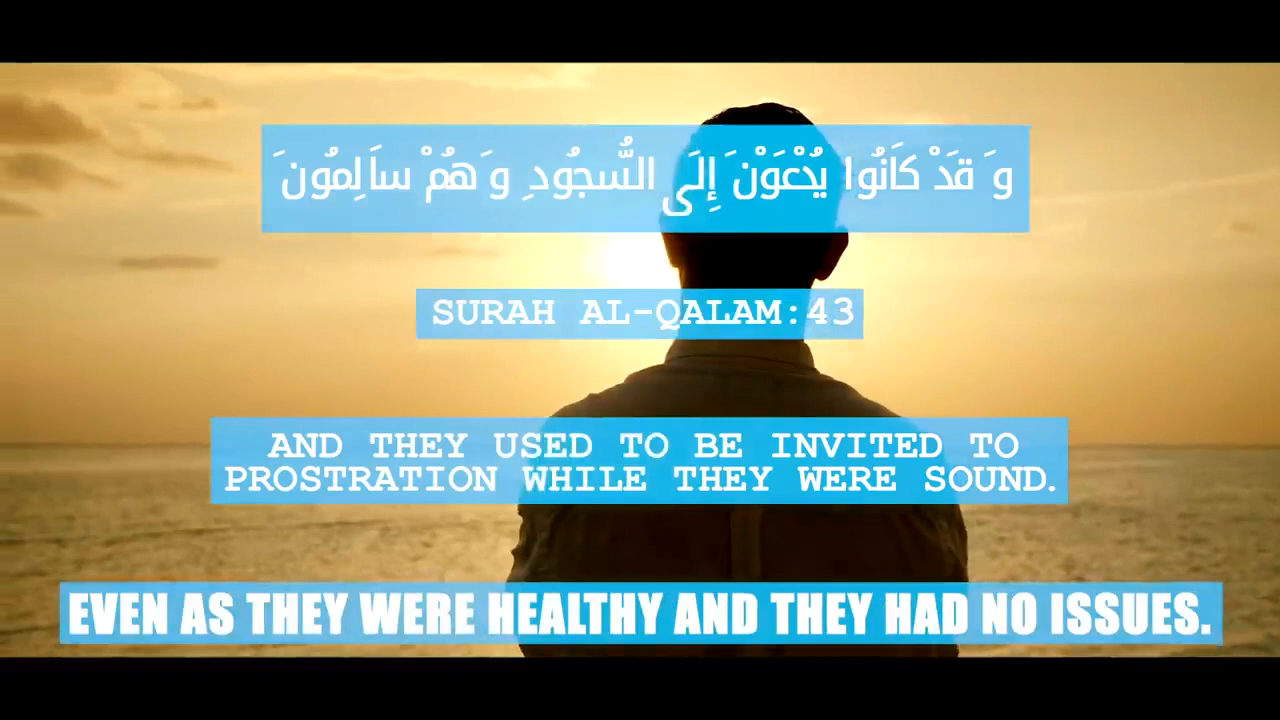 وَ قَدْ كَانُوا يُدْعَوْنَ إِلَى السُّجُودِ وَ هُمْ سَالِمُونَ
SURAH AL-QALAM:43
AND THEY USED TO BE INVITED TO
PROSTRATION WHILE THEY WERE SOUND.
EVEN AS THEY WERE HEALTHY AND THEY HAD NO ISSUES.